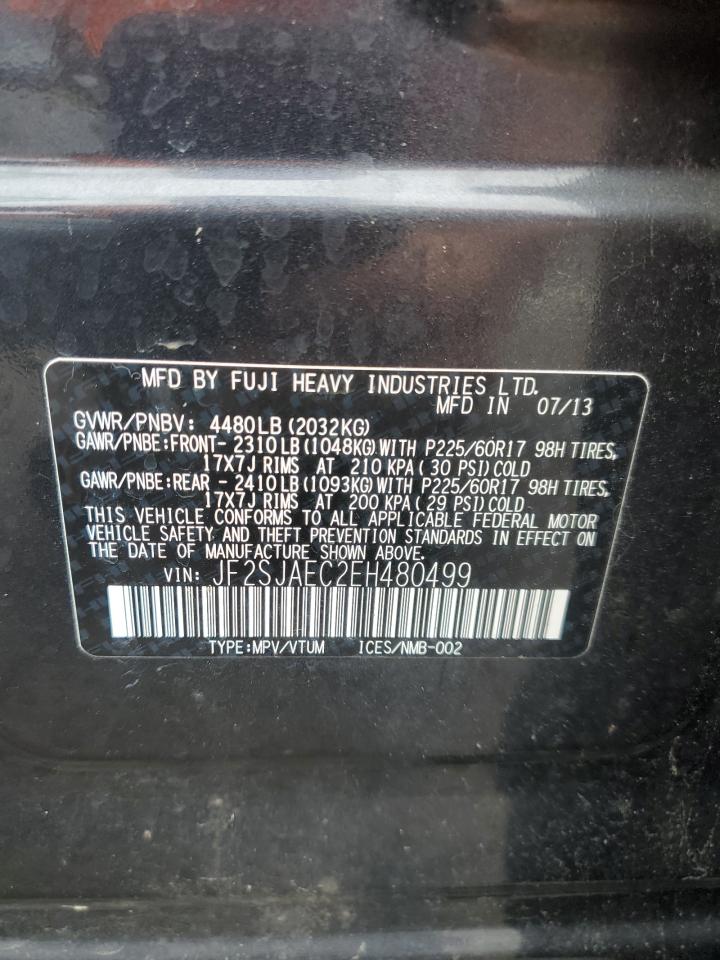 MFD BY FUJI HEAVY INDUSTRIES LTD.
MFD IN 07/13
GVWR/PNBV: 4480LB(2032KG)
GAWR/PNBE:FRONT- 2310LB(1048KG)WITH P225/60R17 98H TIRES,
17X7J RIMS AT 210 KPA(30 PSI)COLD
GAWR/PNBE:REAR - 2410LB(1093KG)WITH P225/60R17 98H TIRES,
17X7J RIMS AT 200 KPA(29 PSI)COLD
THIS VEHICLE CONFORMS TO ALL APPLICABLE FEDERAL MOTOR
VEHICLE SAFETY, AND THEFT PREVENTION STANDARDS IN EFFECT ON
THE DATE OF MANUFACTURE SHOWN ABOVE.
VIN: JF2SJAEC2EH480499
TYPE:MPV/VTUM ICES/NMB-002